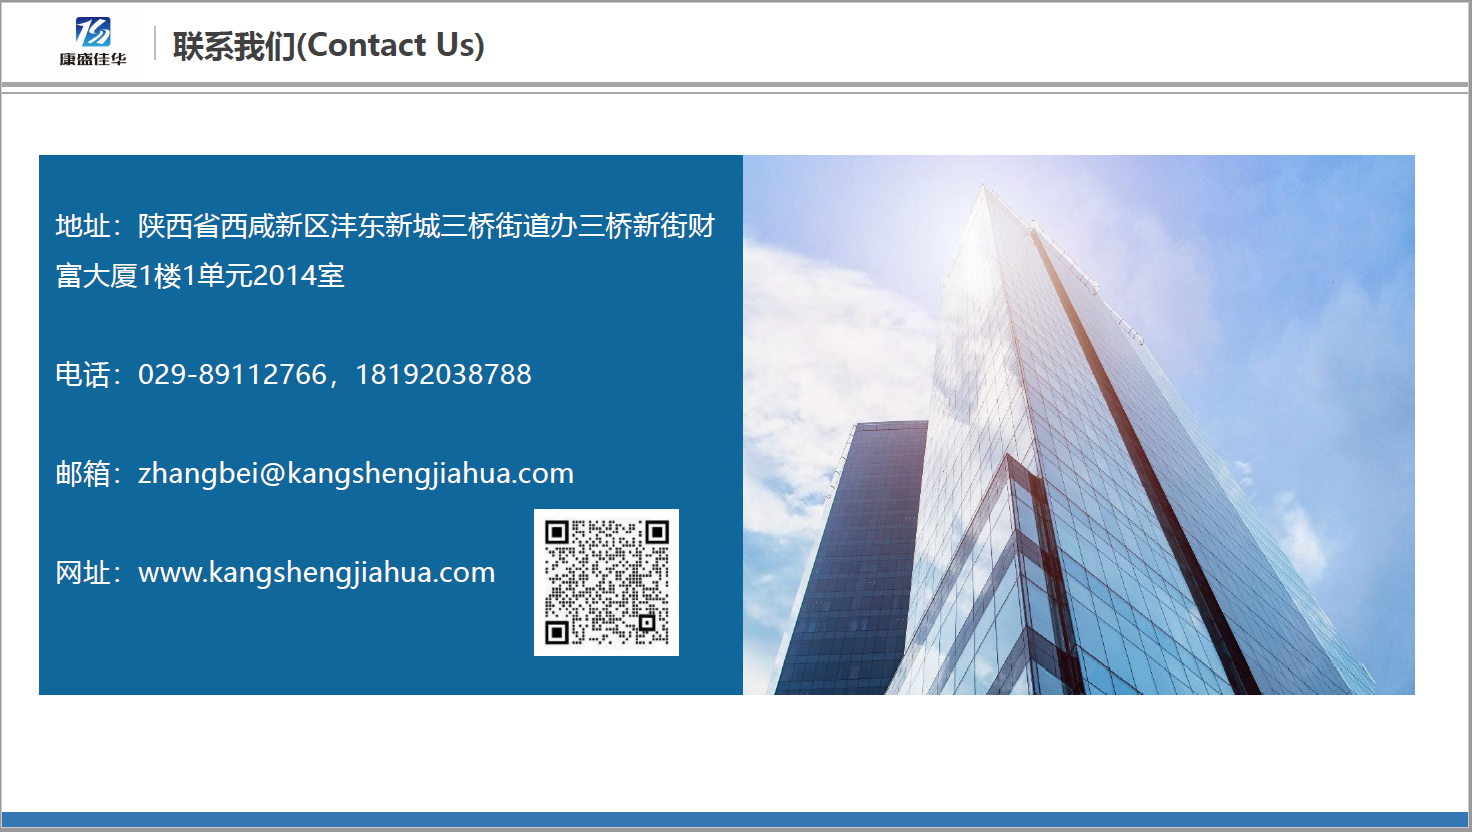 康盛佳华
联系我们(Contact Us)
地址：陕西省西咸新区沣东新城三桥街道办三桥新街财
富大厦1楼1单元2014室
电话：029-89112766，18192038788
邮箱：zhangbei@kangshengjiahua.com
网址：www.kangshengjiahua.com